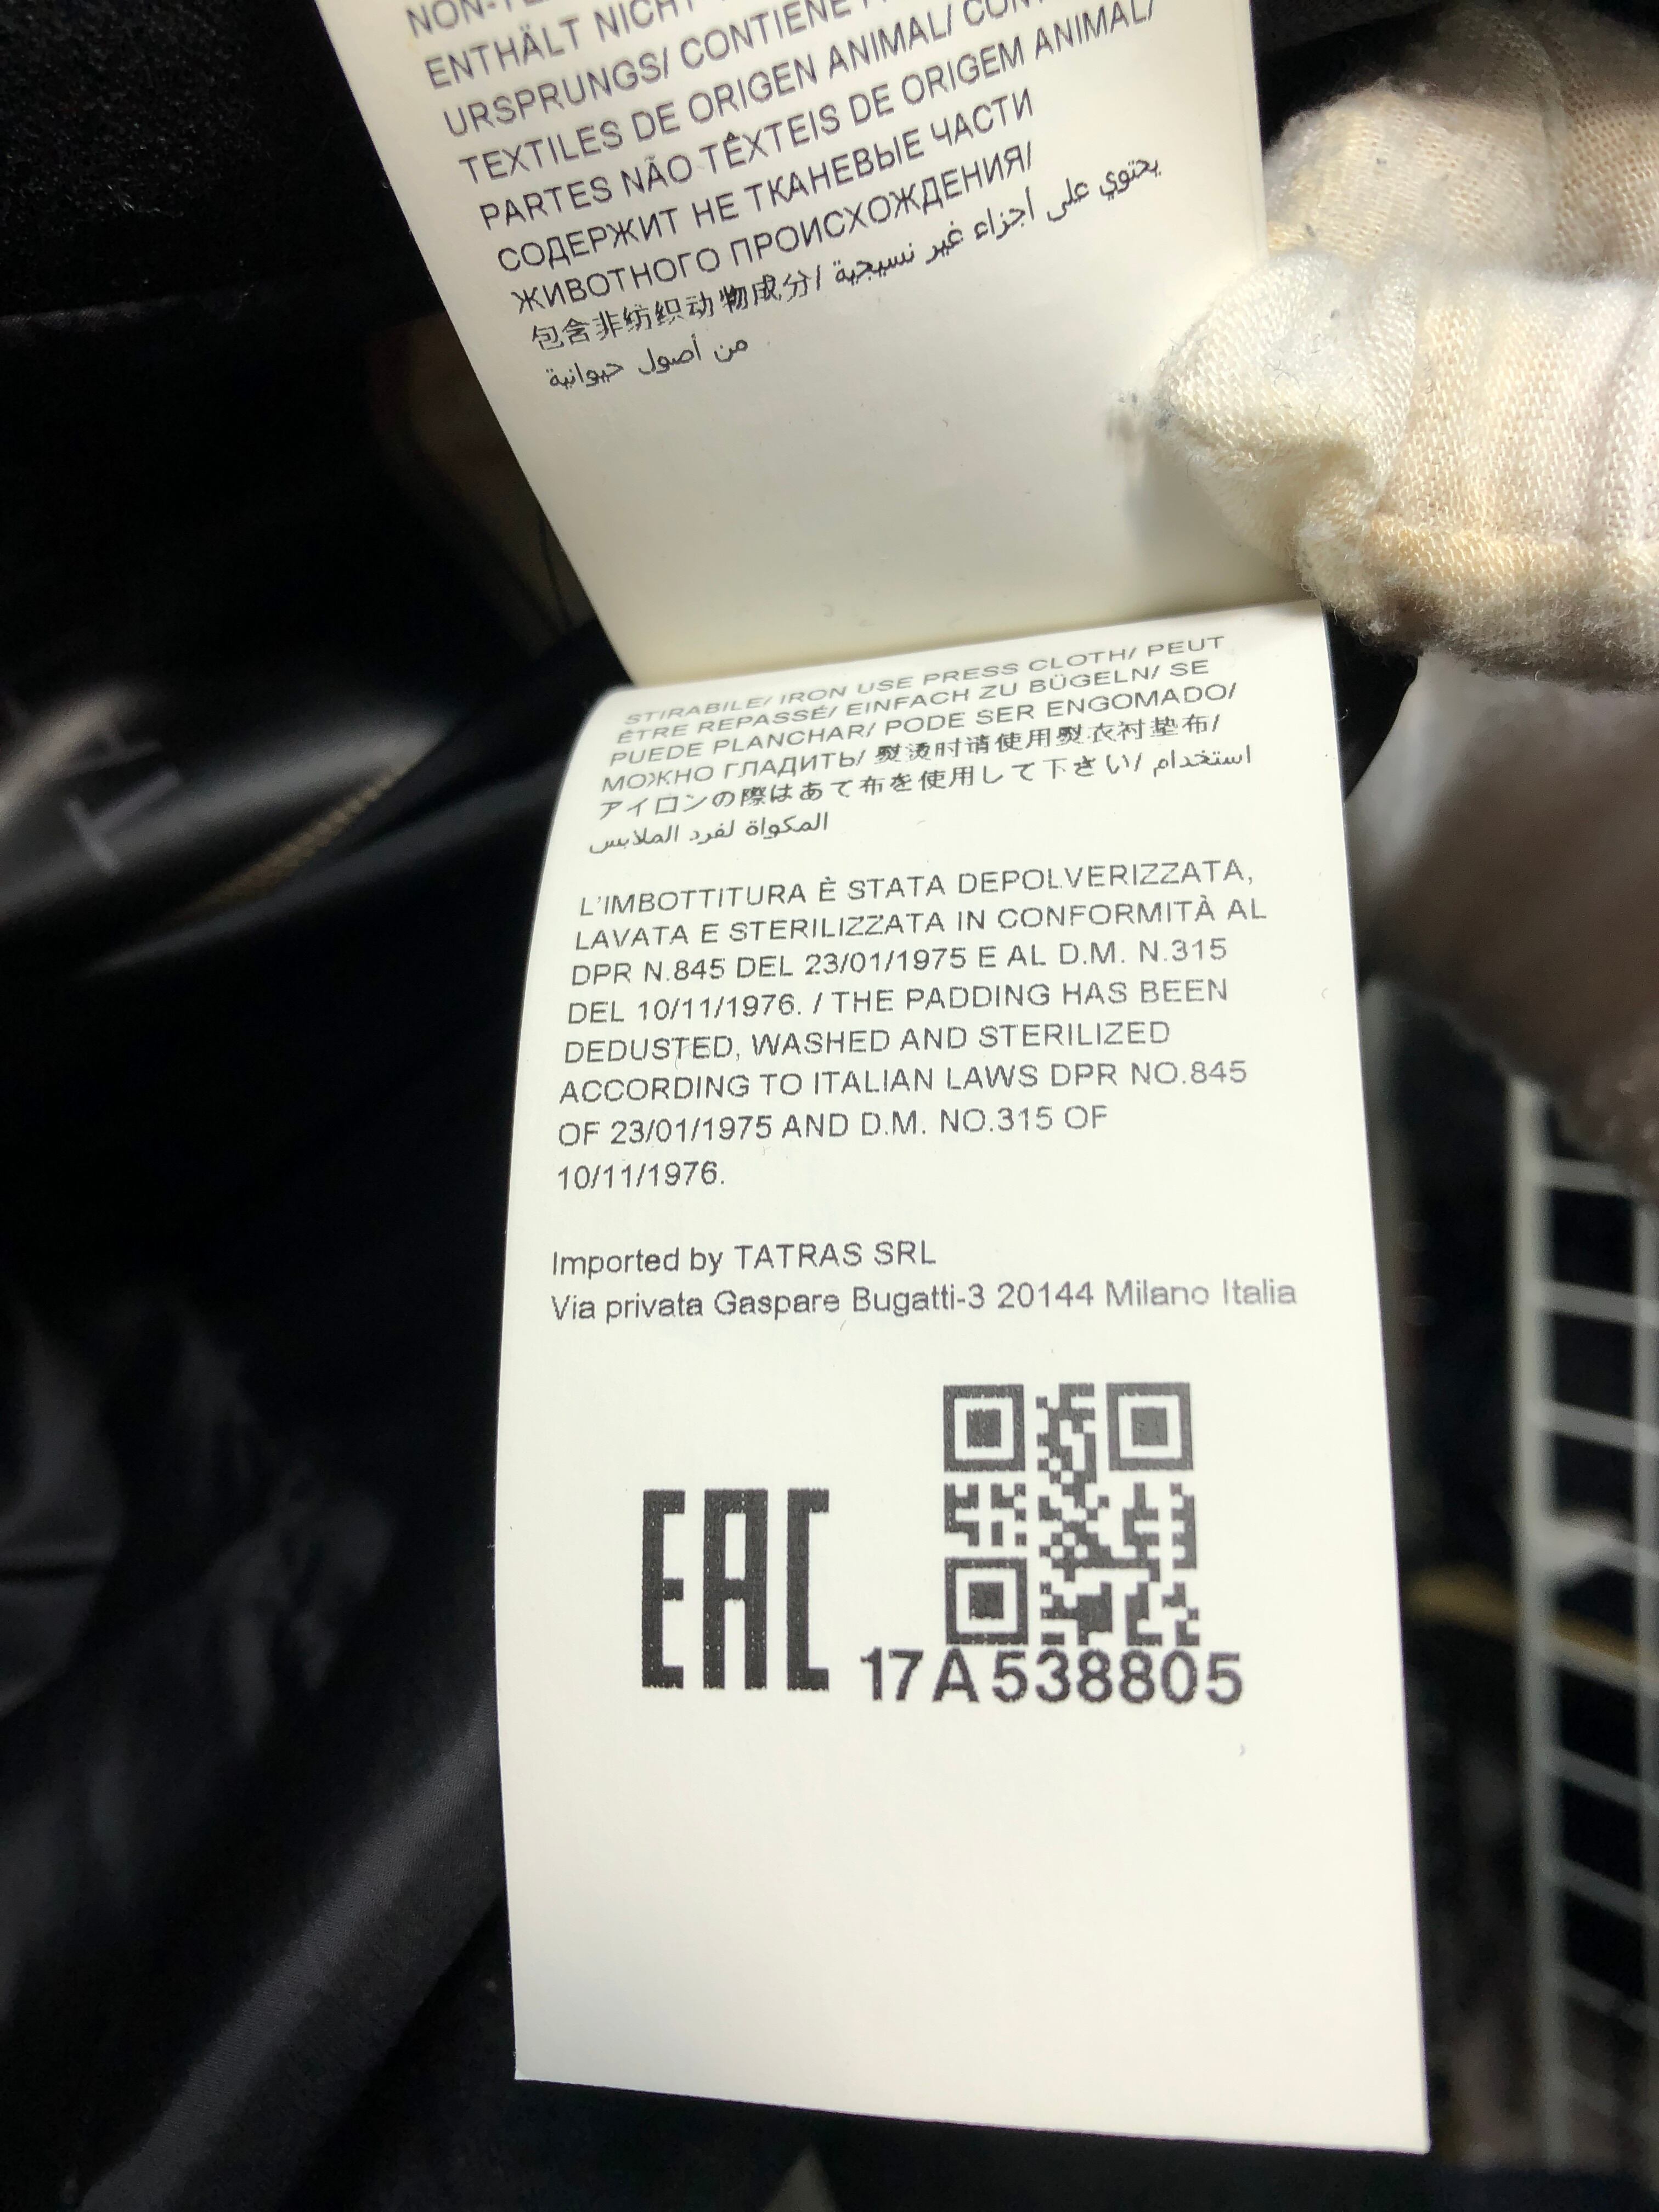 ENTHÄLT NICHT
URSPRUNGS/ CONTIENE
TEXTILES DE ORIGEN ANIMAL/
PARTES NÃO TÊXTEIS DE ORIGEM ANIMAL/
СОДЕРЖИТ НЕ ТКАНЕВЫЕ ЧАСТИ
ЖИВОТНОГО ПРОИСХОЖДЕНИЯ/
包含非纺织动物成分/ يحتوي على أجزاء غير نسيجية
من أصول حيوانية
STIRABILE/ IRON USE PRESS CLOTH/ PEUT
ÊTRE REPASSÉ/ EINFACH ZU BÜGELN/ SE
PUEDE PLANCHAR/ PODE SER ENGOMADO/
МОЖНО ГЛАДИТЬ/ 熨烫时请使用熨衣衬垫布/
アイロンの際はあて布を使用して下さい/ استخدام
المكواة لفرد الملابس
L'IMBOTTITURA È STATA DEPOLVERIZZATA,
LAVATA E STERILIZZATA IN CONFORMITÀ AL
DPR N.845 DEL 23/01/1975 E AL D.M. N.315
DEL 10/11/1976. / THE PADDING HAS BEEN
DEDUSTED, WASHED AND STERILIZED
ACCORDING TO ITALIAN LAWS DPR NO.845
OF 23/01/1975 AND D.M. NO.315 OF
10/11/1976.
Imported by TATRAS SRL
Via privata Gaspare Bugatti-3 20144 Milano Italia
EAC
17A538805